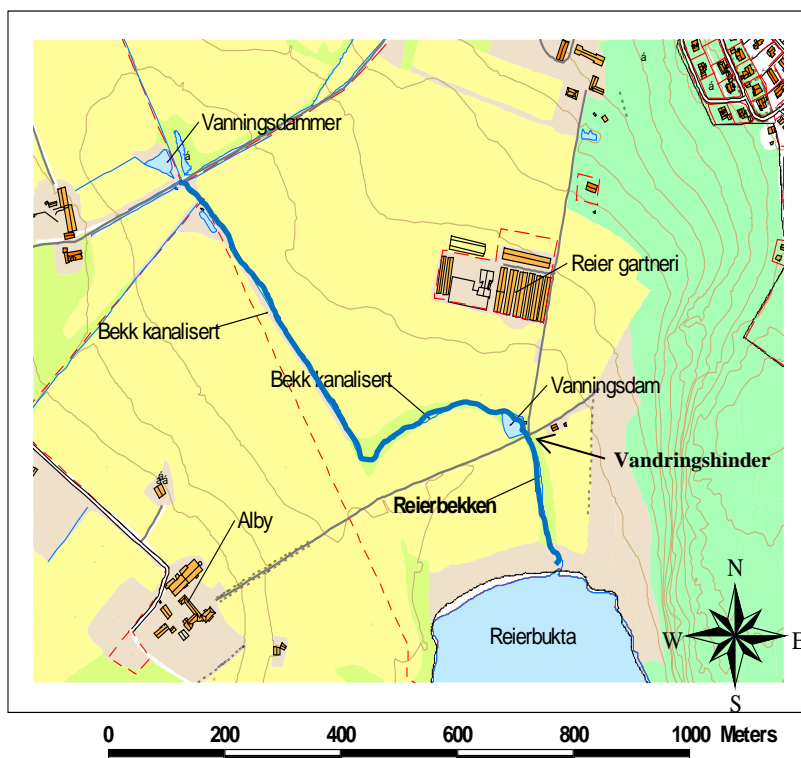 Vanningsdammer
Reier gartneri
Bekk kanalisert
Bekk kanalisert
Vanningsdam
Vandringshinder
Reierbekken
Alby
Reierbukta
N
W
E
S
0 200 400 600 800 1000 Meters